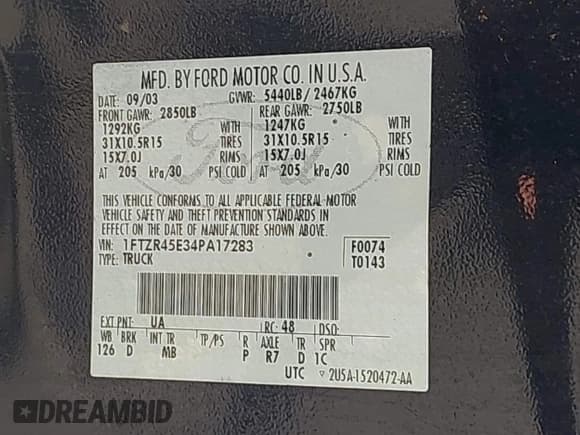 MFD. BY FORD MOTOR CO. IN U.S.A.
DATE: 09/03 GVWR: 5440LB/ 2467KG
FRONT GAWR: 2850LB REAR GAWR: 2750LB
1292KG WITH 1247KG WITH
31X10.5R15 TIRES 31X10.5R15 TIRES
15X7.0J RIMS 15X7.0J RIMS
AT 205 kPa/30 PSI COLD AT 205 kPa/30 PSI COLD
Ford
THIS VEHICLE CONFORMS TO ALL APPLICABLE FEDERAL MOTOR
VEHICLE SAFETY AND THEFT PREVENTION STANDARDS IN
EFFECT ON THE DATE OF MANUFACTURE SHOWN ABOVE.
VIN: 1FTZR45E34PA17283 F0074
TYPE: TRUCK T0143
EXT PNT: UA RC: 48 DSO:
WB BRK INT TR TP/PS R AXLE TR SPR
126 D MB P R7 D 1C
UTC ▽ 2U5A-1520472-AA
DREAMBID